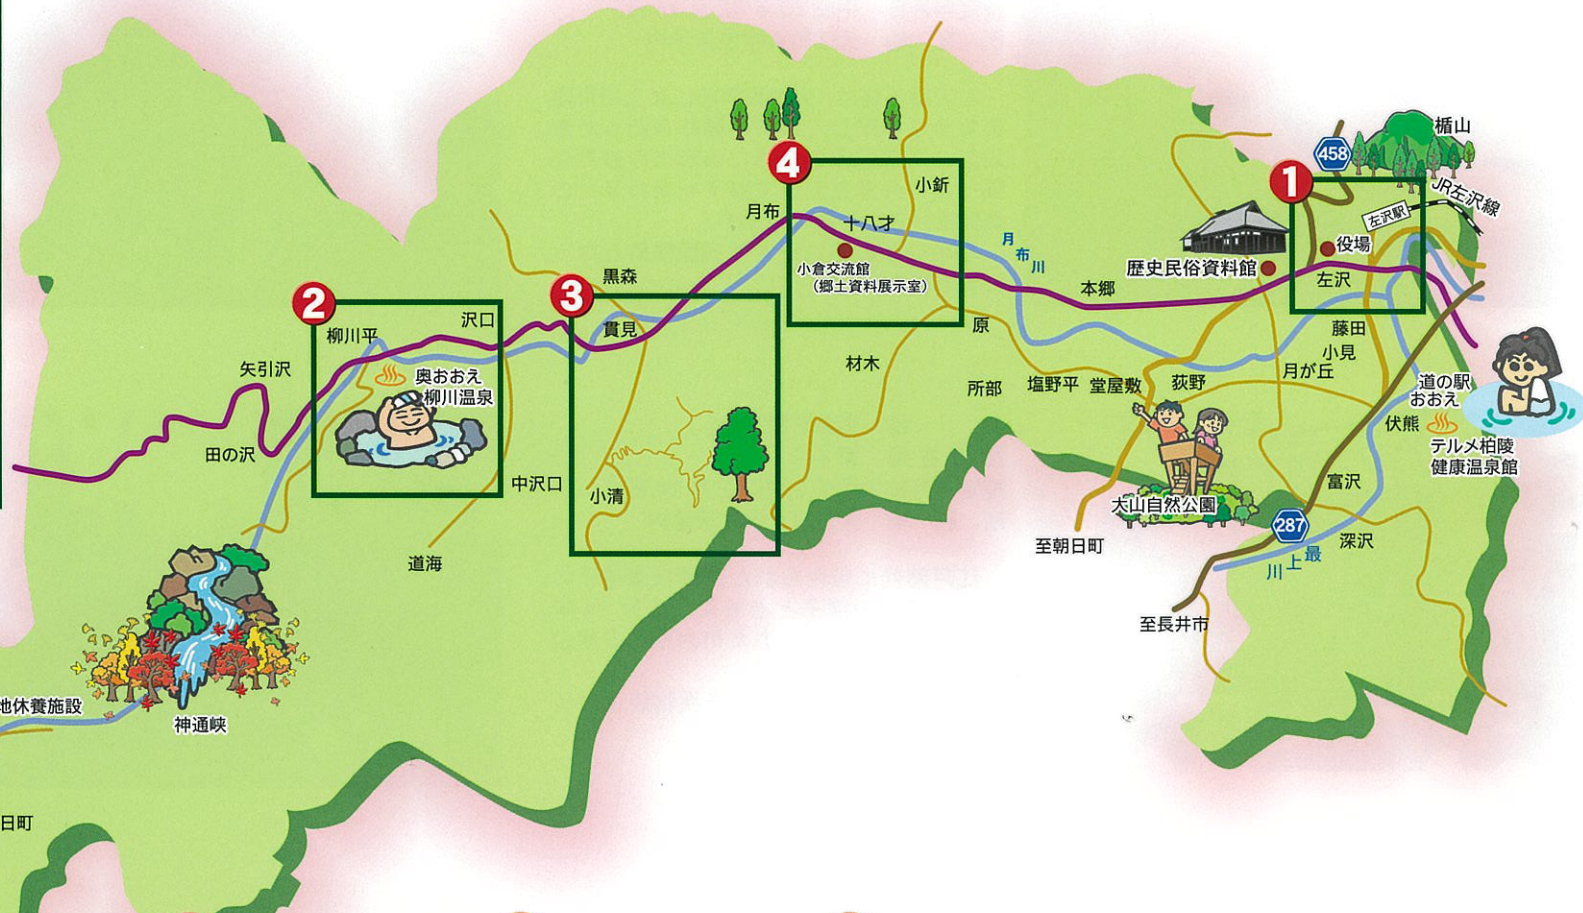 458
楯山
JR左沢線
左沢駅
1
役場
左沢
歴史民俗資料館
4
小釿
月布
十八才
小倉交流館
(郷土資料展示室)
月布川
本郷
原
黒森
3
貫見
2
柳川平
沢口
奥おおえ
柳川温泉
矢引沢
田の沢
中沢口
小清
道海
材木
所部
塩野平
堂屋敷
荻野
藤田
小見
月が丘
道の駅
おおえ
伏熊
テルメ柏陵
健康温泉館
富沢
大山自然公園
287
深沢
最上川
至朝日町
至長井市
地休養施設
神通峡
日町